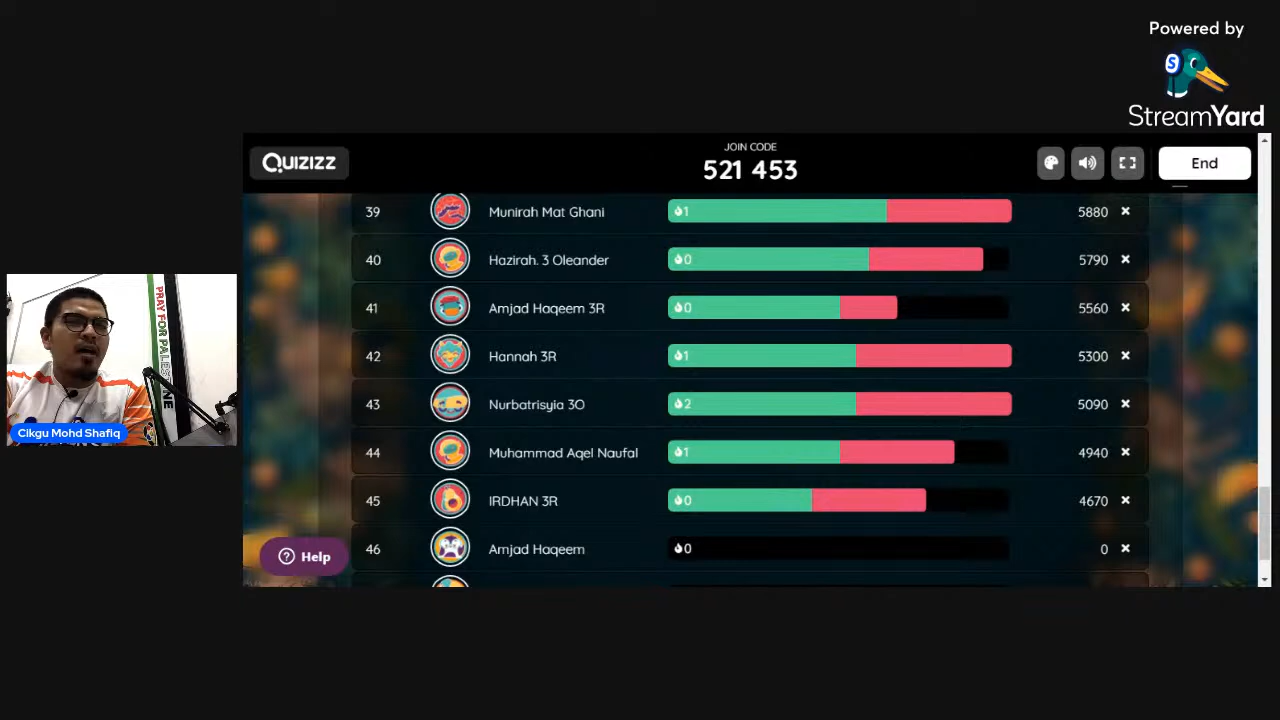 Powered by
S
StreamYard
QUIZIZZ
JOIN CODE
521 453
End
39 Munirah Mat Ghani 1 5880 ×
40 Hazirah. 3 Oleander 0 5790 ×
41 Amjad Haqeem 3R 0 5560 ×
42 Hannah 3R 1 5300 ×
43 Nurbatrisyia 3O 2 5090 ×
44 Muhammad Aqel Naufal 1 4940 ×
45 IRDHAN 3R 0 4670 ×
46 Amjad Haqeem 0 0 ×
Help
PRAY FOR PALESTINE
Cikgu Mohd Shafiq